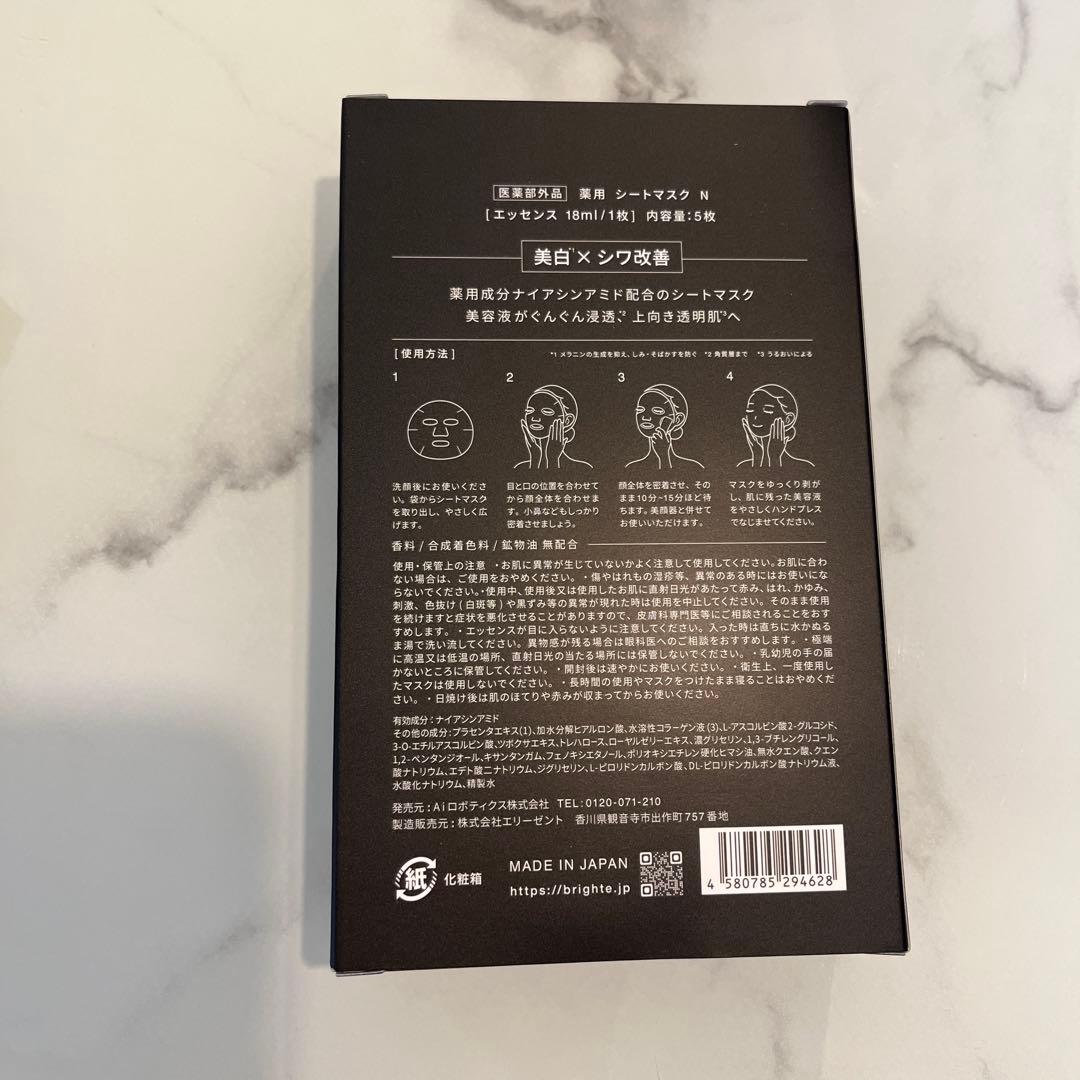 医薬部外品 薬用 シートマスク N
[エッセンス 18ml/1枚] 内容量:5枚
美白*1×シワ改善
薬用成分ナイアシンアミド配合のシートマスク
美容液がぐんぐん浸透*2、上向き透明肌*3へ
[使用方法]
*1 メラニンの生成を抑え、しみ・そばかすを防ぐ *2 角質層まで *3 うるおいによる
1
洗顔後にお使いくださ
い。袋からシートマスク
を取り出し、やさしく広
げます。
2
目と口の位置を合わせて
から顔全体を合わせま
す。小鼻などもしっかり
密着させましょう。
3
顔全体を密着させ、その
まま10分~15分ほど待
ちます。美顔器と併せて
お使いいただけます。
4
マスクをゆっくり剥が
し、肌に残った美容液
をやさしくハンドプレス
でなじませてください。
香料/合成着色料/鉱物油 無配合
使用・保管上の注意 ・お肌に異常が生じていないかよく注意して使用してください。お肌に合わ
ない場合は、ご使用をおやめください。・傷やはれもの湿疹等、異常のある時にはお使いにな
らないでください。・使用中、使用後又は使用したお肌に直射日光があたって赤み、はれ、かゆみ、
刺激、色抜け(白斑等)や黒ずみ等の異常が現れた時は使用を中止してください。そのまま使用
を続けますと症状を悪化させることがありますので、皮膚科専門医等にご相談されることをおす
すめします。・エッセンスが目に入らないように注意してください。入った時は直ちに水かぬる
ま湯で洗い流してください。異物感が残る場合は眼科医へのご相談をおすすめします。・極端
に高温又は低温の場所、直射日光の当たる場所には保管しないでください。・乳幼児の手の届
かないところに保管してください。・開封後は速やかにお使いください。・衛生上、一度使用し
たマスクは使用しないでください。・長時間の使用やマスクをつけたまま寝ることはおやめくだ
さい。・日焼け後は肌のほてりや赤みが収まってからお使いください。
有効成分:ナイアシンアミド
その他の成分:プラセンタエキス(1)、加水分解ヒアルロン酸、水溶性コラーゲン液(3)、L-アスコルビン酸2-グルコシド、
3-O-エチルアスコルビン酸、ツボクサエキス、トレハロース、ローヤルゼリーエキス、濃グリセリン、1,3-ブチレングリコール、
1,2-ペンタンジオール、キサンタンガム、フェノキシエタノール、ポリオキシエチレン硬化ヒマシ油、無水クエン酸、クエン
酸ナトリウム、エデト酸二ナトリウム、ジグリセリン、L-ピロリドンカルボン酸、DL-ピロリドンカルボン酸ナトリウム液、
水酸化ナトリウム、精製水
発売元:Aiロボティクス株式会社 TEL:0120-071-210
製造販売元:株式会社エリーゼント 香川県観音寺市出作町757番地
紙 化粧箱
MADE IN JAPAN
https://brighte.jp
4 580785 294628